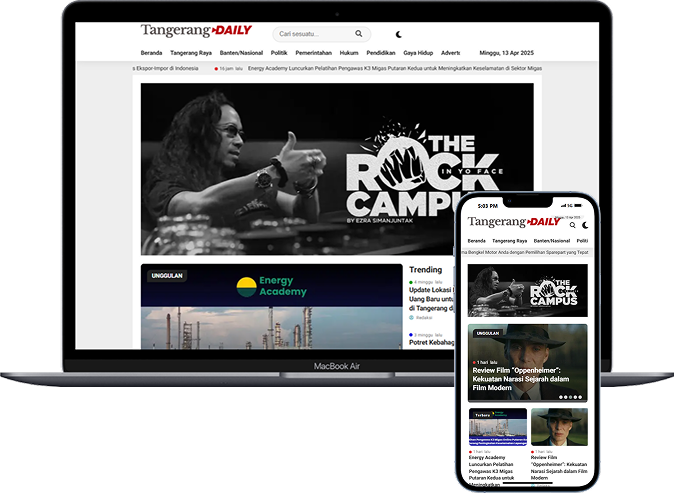 Tangerang DAILY
Cari sesuatu...
Beranda Tangerang Raya Banten/Nasional Politik Pemerintahan Hukum Pendidikan Gaya Hidup Advert Minggu, 13 Apr 2025
Ekspor-Impor di Indonesia 16 jam lalu Energy Academy Luncurkan Pelatihan Pengawas K3 Migas Putaran Kedua untuk Meningkatkan Keselamatan di Sektor Migas
THE
ROCK
IN YO FACE
CAMPUS
BY EZRA SIMANJUNTAK
UNGGULAN
Energy
Academy
Trending
4 minggu lalu
Update Lokasi
Uang Baru untu
di Tangerang d
Redaksi
3 minggu lalu
Potret Kebahag
MacBook Air
5:03 PM
5G
Tangerang DAILY
Beranda Tangerang Raya Banten/Nasional Politi
Bengkel Motor Anda dengan Pemilihan Sparepart yang Tepat
THE
ROCK
CAMPUS
UNGGULAN
1 hari lalu
Review Film "Oppenheimer":
Kekuatan Narasi Sejarah dalam
Film Modern
Terbaru
1 hari lalu
Energy Academy
Luncurkan Pelatihan
Pengawas K3 Migas
Putaran Kedua untuk
Meningkatkan
1 hari lalu
Review Film
"Oppenheimer": Kekuatan
Narasi Sejarah dalam
Film Modern